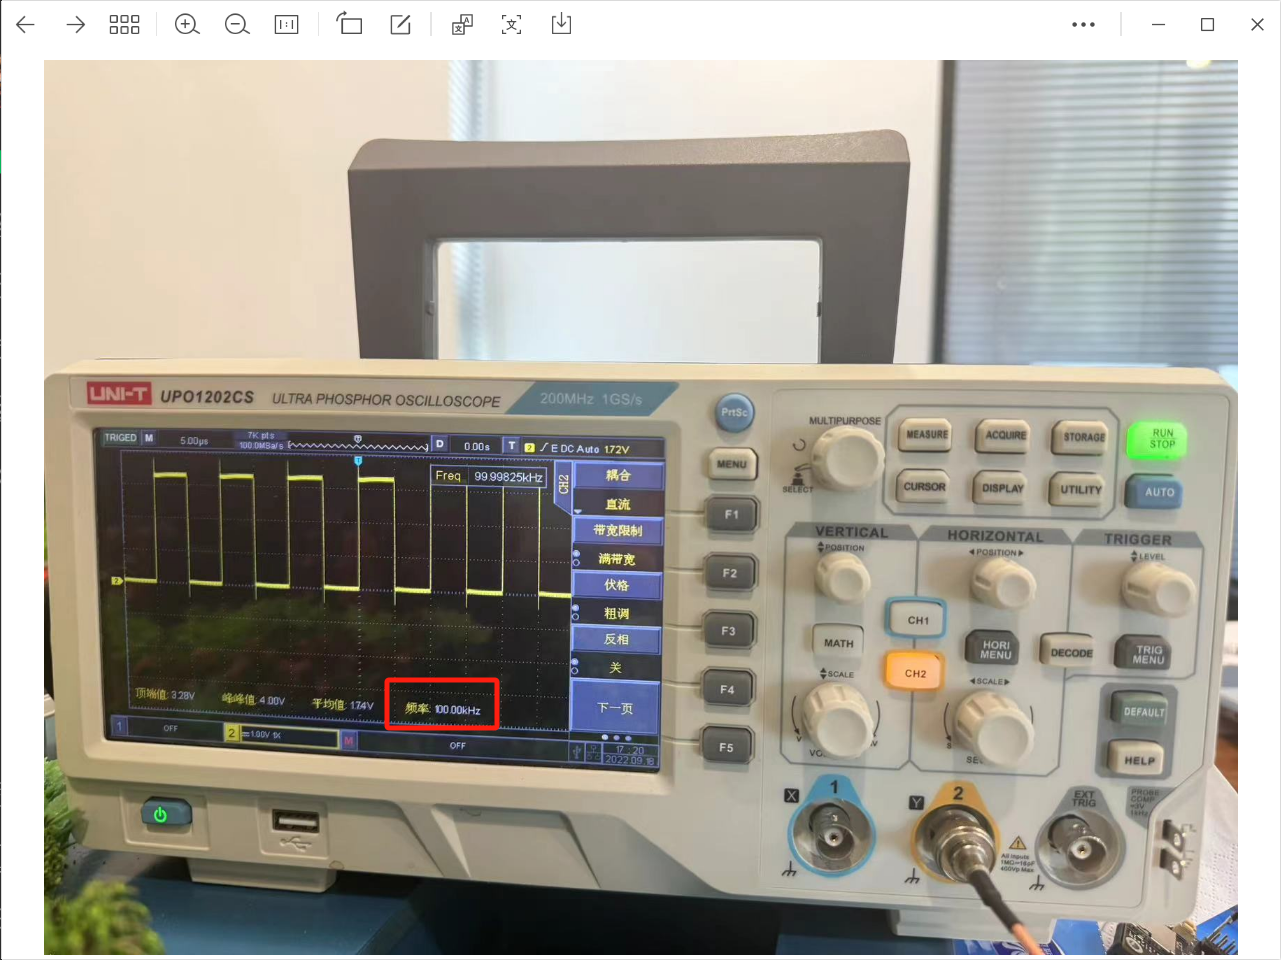 UNI-T UPO1202CS ULTRA PHOSPHOR OSCILLOSCOPE 200MHz 1GS/s
TRIGED M 5.00μs 7K pts 100.0MSa/s D 0.00s T 2 E DC Auto 1.72V
Freq 99.99825kHz
CH2
耦合
直流
带宽限制
满带宽
伏格
粗调
反相
关
下一页
顶端值: 3.28V 峰峰值: 4.00V 平均值: 1.74V 频率: 100.00kHz
1 OFF 2 1.00V 1X M OFF
17:20
2022.09.18
PrtSc
MENU
F1
F2
F3
F4
F5
MULTIPURPOSE
SELECT
MEASURE ACQUIRE STORAGE
CURSOR DISPLAY UTILITY
RUN
STOP
AUTO
VERTICAL HORIZONTAL TRIGGER
POSITION POSITION LEVEL
CH1
MATH HORI MENU DECODE TRIG MENU
CH2
SCALE SCALE
DEFAULT
HELP
X 1 Y 2 EXT TRIG
PROBE
COMP
≈3V
1kHz
All inputs
1MΩ=16pF
400Vp Max